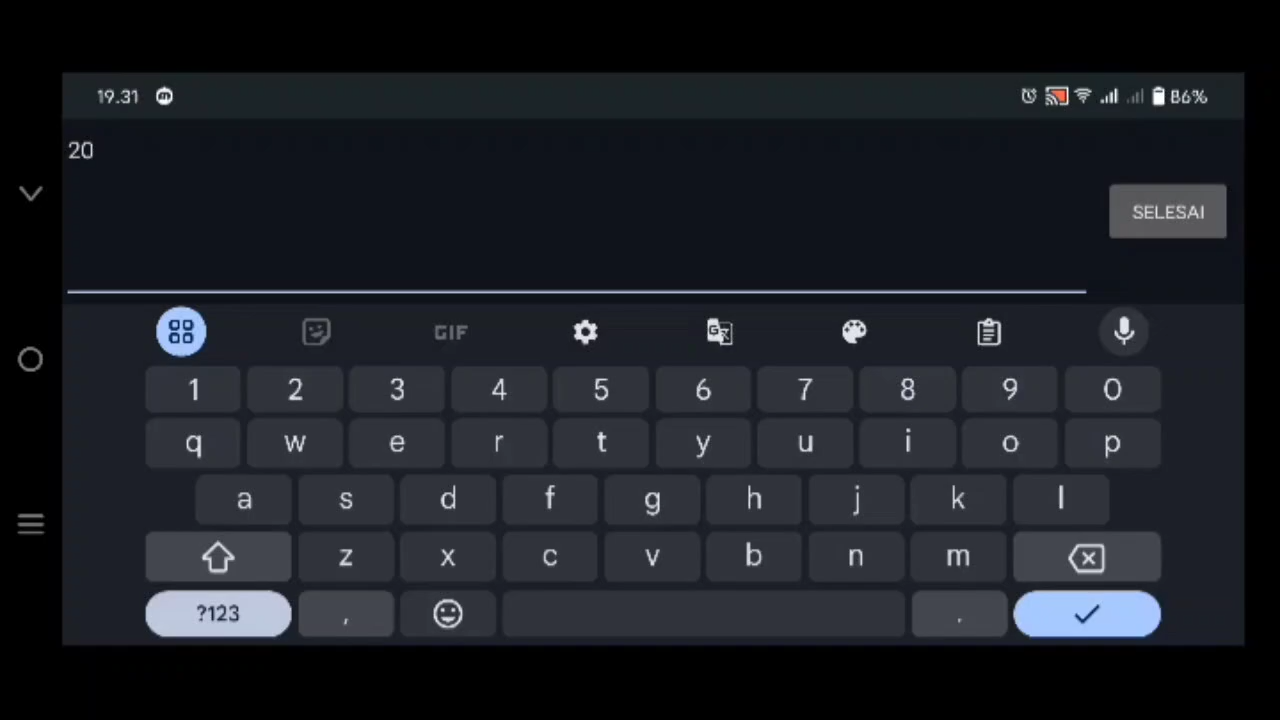 19.31
86%
20
SELESAI
GIF
1 2 3 4 5 6 7 8 9 0
q w e r t y u i o p
a s d f g h j k l
z x c v b n m
?123 , .